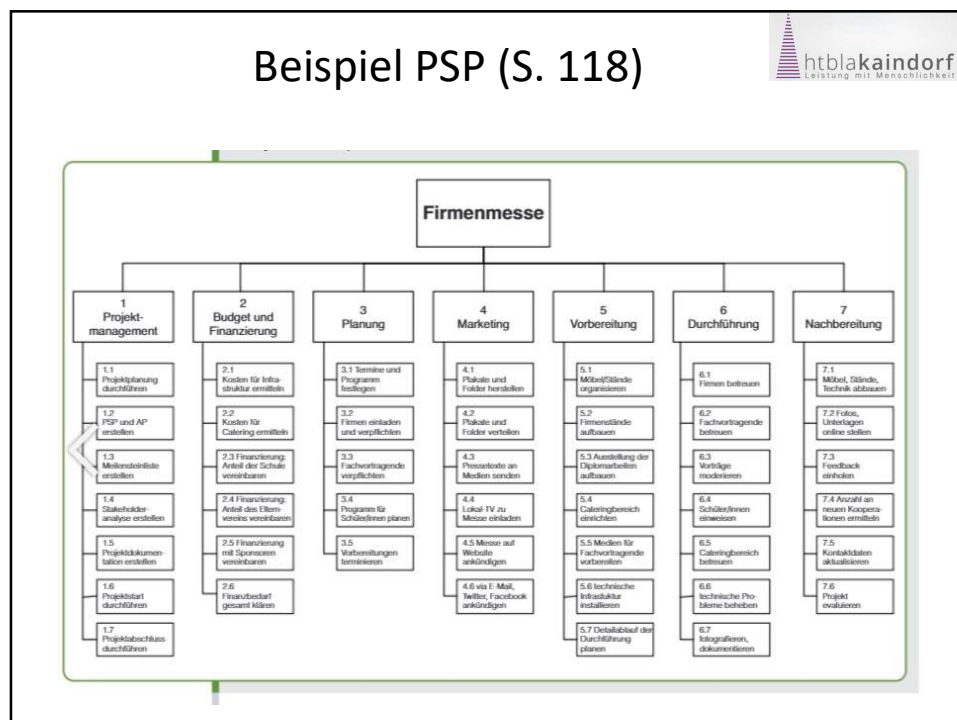 Beispiel PSP (S. 118)
htblakaindorf
Leistung mit Menschlichkeit
Firmenmesse
1
Projekt-
management
2
Budget und
Finanzierung
3
Planung
4
Marketing
5
Vorbereitung
6
Durchführung
7
Nachbereitung
1.1
Projektplanung
durchführen
1.2
PSP und AP
erstellen
1.3
Meilensteinliste
erstellen
1.4
Stakeholder-
analyse erstellen
1.5
Projektdokumen-
tation erstellen
1.6
Projektstart
durchführen
1.7
Projektabschluss
durchführen
2.1
Kosten für Infra-
struktur ermitteln
2.2
Kosten für
Catering ermitteln
2.3 Finanzierung:
Anteil der Schule
vereinbaren
2.4 Finanzierung:
Anteil des Eltern-
vereins vereinbaren
2.5 Finanzierung
mit Sponsoren
vereinbaren
2.6
Finanzbedarf
gesamt klären
3.1 Termine und
Programm
festlegen
3.2
Firmen einladen
und verpflichten
3.3
Fachvortragende
verpflichten
3.4
Programm für
Schüler/innen planen
3.5
Vorbereitungen
terminieren
4.1
Plakate und
Folder herstellen
4.2
Plakate und
Folder verteilen
4.3
Pressetexte an
Medien senden
4.4
Lokal-TV zu
Messe einladen
4.5 Messe auf
Website
ankündigen
4.6 via E-Mail,
Twitter, Facebook
ankündigen
5.1
Möbel/Stände
organisieren
5.2
Firmenstände
aufbauen
5.3 Ausstellung der
Diplomarbeiten
aufbauen
5.4
Cateringbereich
einrichten
5.5 Medien für
Fachvortragende
vorbereiten
5.6 technische
Infrastuktur
installieren
5.7 Detailablauf der
Durchführung
planen
6.1
Firmen betreuen
6.2
Fachvortragende
betreuen
6.3
Vorträge
moderieren
6.4
Schüler/innen
einweisen
6.5
Cateringbereich
betreuen
6.6
technische Pro-
bleme beheben
6.7
fotografieren,
dokumentieren
7.1
Möbel, Stände,
Technik abbauen
7.2 Fotos,
Unterlagen
online stellen
7.3
Feedback
einholen
7.4 Anzahl an
neuen Koopera-
tionen ermitteln
7.5
Kontaktdaten
aktualisieren
7.6
Projekt
evaluieren